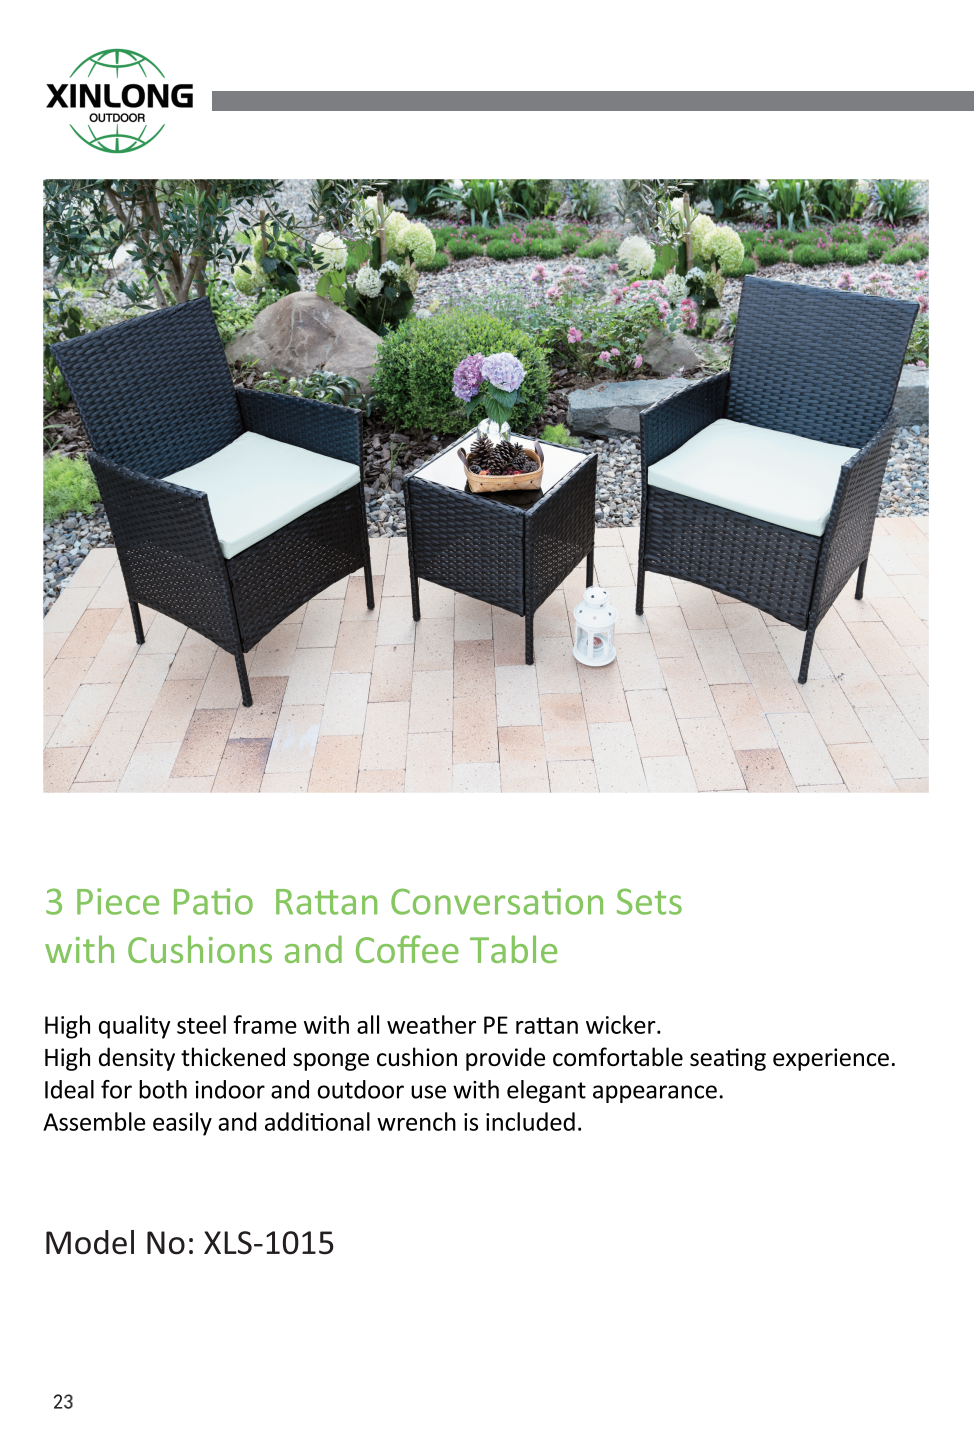 XINLONG
OUTDOOR
3 Piece Patio  Rattan Conversation Sets
with Cushions and Coffee Table
High quality steel frame with all weather PE rattan wicker.
High density thickened sponge cushion provide comfortable seating experience.
Ideal for both indoor and outdoor use with elegant appearance.
Assemble easily and additional wrench is included.
Model No: XLS-1015
23